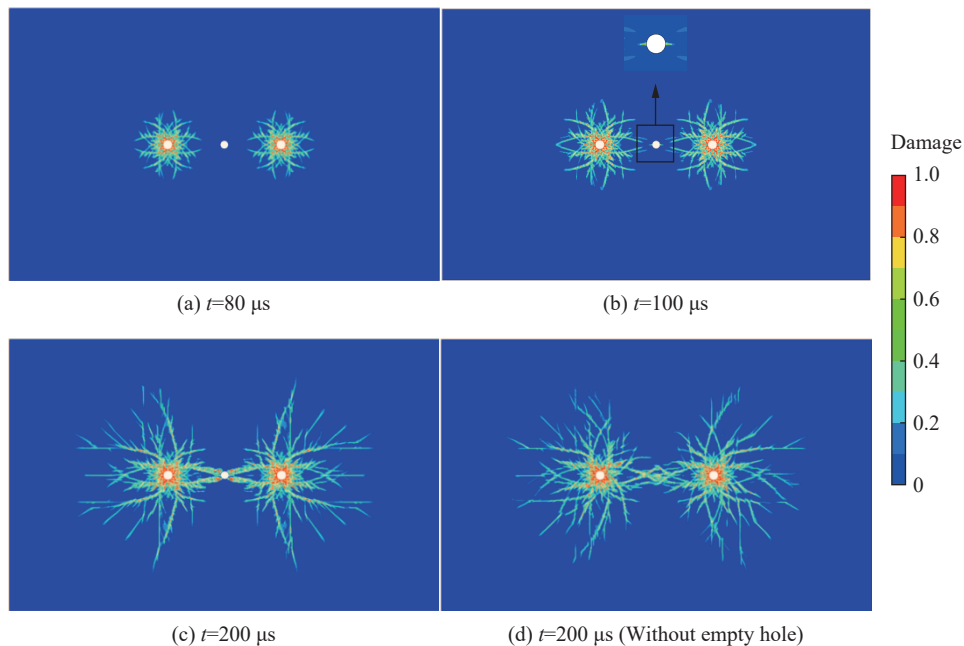 (a) t=80 μs
(b) t=100 μs
Damage
1.0
0.8
0.6
0.4
0.2
0
(c) t=200 μs
(d) t=200 μs (Without empty hole)